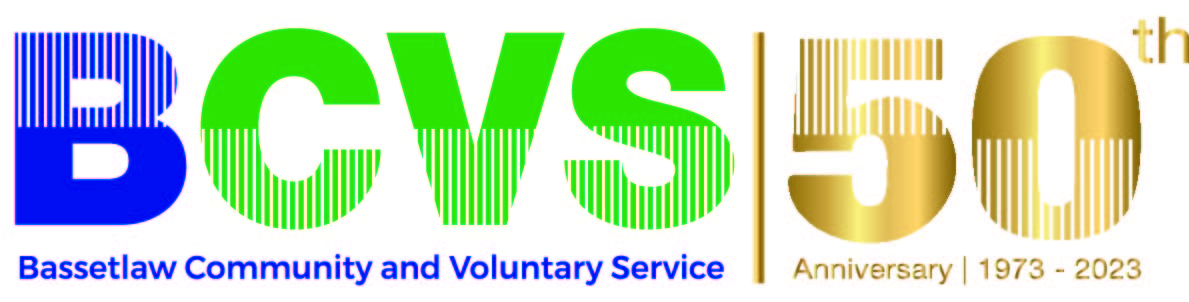 BCVS
Bassetlaw Community and Voluntary Service
50th
Anniversary | 1973 - 2023